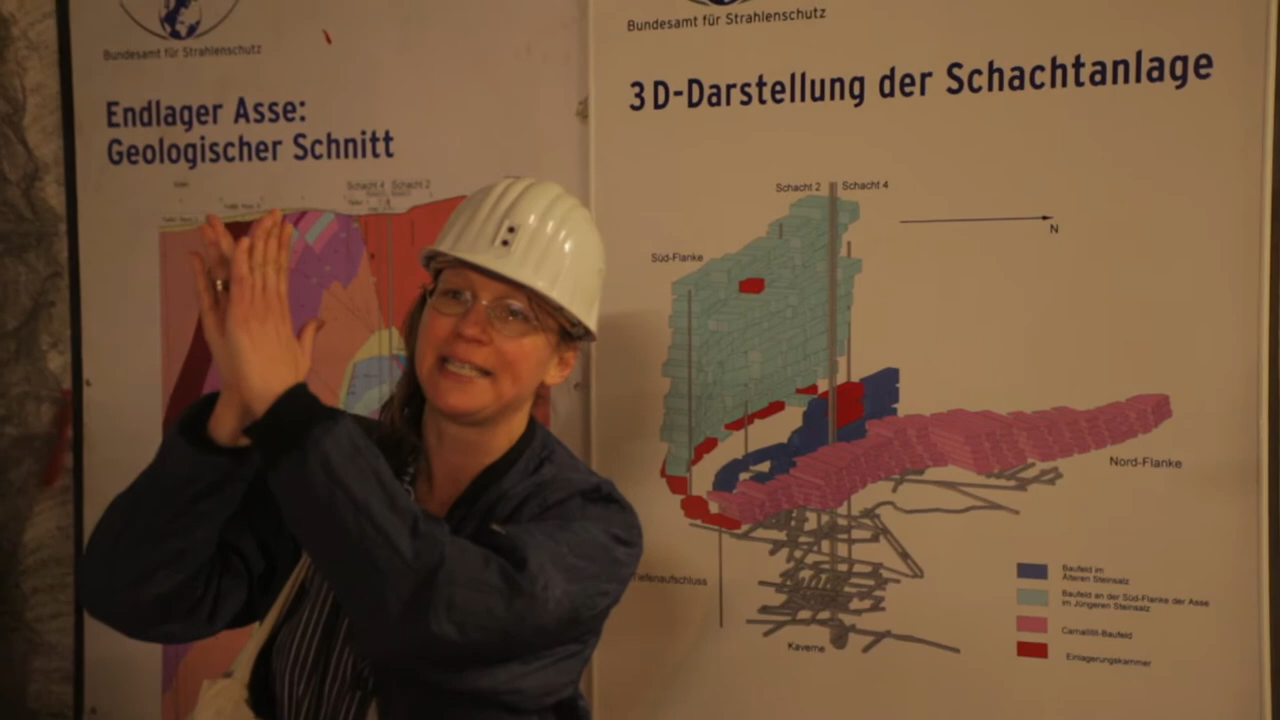 Bundesamt für Strahlenschutz
Endlager Asse:
Geologischer Schnitt
Schacht 4
Schacht 2
Bundesamt für Strahlenschutz
3D-Darstellung der Schachtanlage
Schacht 2
Schacht 4
N
Süd-Flanke
Nord-Flanke
Kaverne
Baufeld im
Älteren Steinsalz
Baufeld an der Süd-Flanke der Asse
im Jüngeren Steinsalz
Carnallitit-Baufeld
Einlagerungskammer